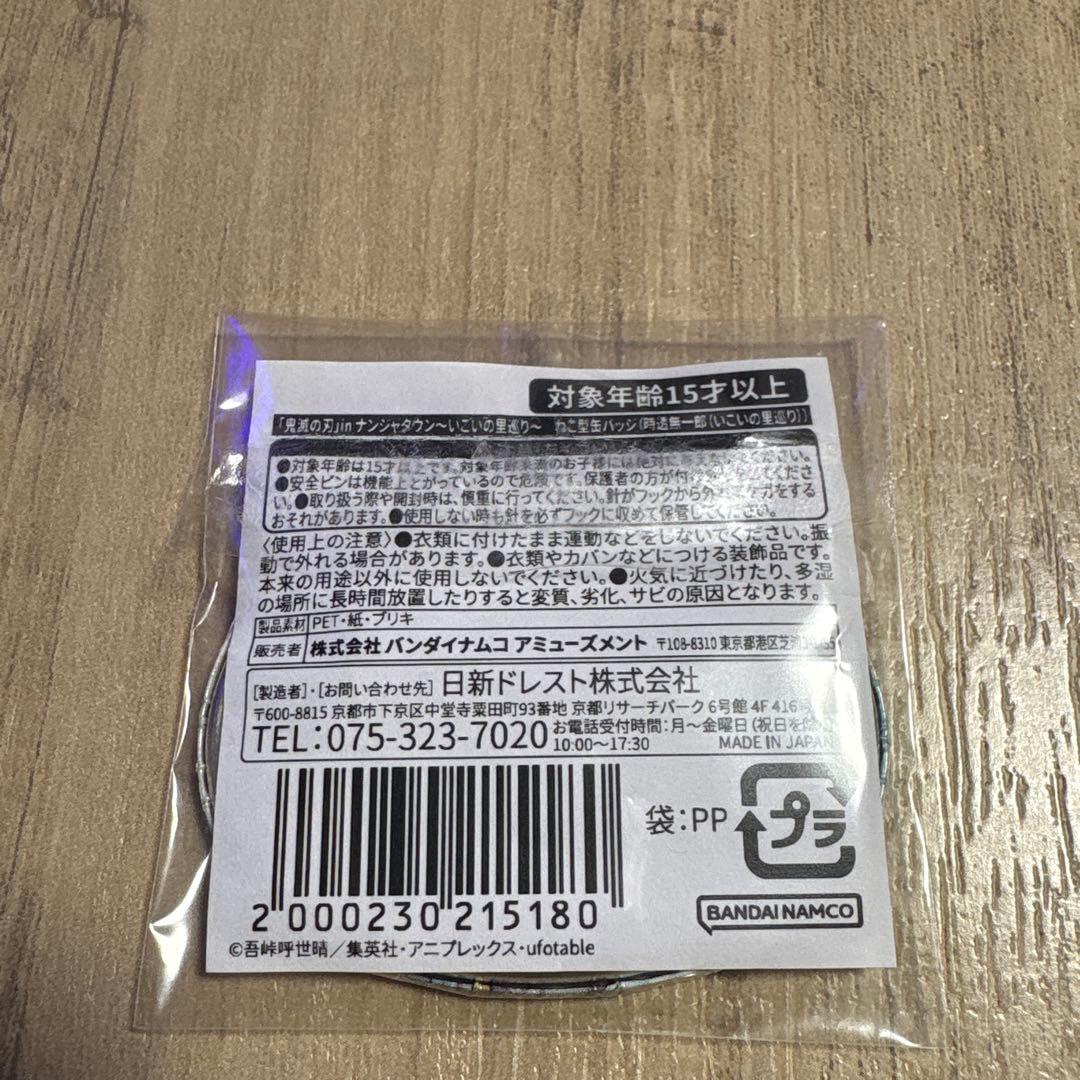 対象年齢15才以上
「鬼滅の刃」in ナンジャタウン〜いこいの里巡り〜 ねこ型缶バッジ(時透無一郎(いこいの里巡り))
●対象年齢は15才以上です。対象年齢未満のお子様には絶対に
●安全ピンは機能上とがっているので危険です。保護者の方が付 てくださ
い。●取り扱う際や開封時は、慎重に行ってください。針がフックから外 ケガをする
おそれがあります。●使用しない時も針を必ずフックに収めて保管してください。
〈使用上の注意〉●衣類に付けたまま運動などをしないでください。振
動で外れる場合があります。●衣類やカバンなどにつける装飾品です。
本来の用途以外に使用しないでください。●火気に近づけたり、多湿
の場所に長時間放置したりすると変質、劣化、サビの原因となります。
製品素材 PET・紙・ブリキ
販売者 株式会社 バンダイナムコ アミューズメント 〒108-8310 東京都港区芝浦
[製造者]・[お問い合わせ先] 日新ドレスト株式会社
〒600-8815 京都市下京区中堂寺粟田町93番地 京都リサーチパーク 6号館 4F 416号
TEL:075-323-7020 お電話受付時間:月〜金曜日(祝日を除
10:00〜17:30 MADE IN JAPAN
袋:PP プラ
BANDAI NAMCO
2 000230 215180
©吾峠呼世晴/集英社・アニプレックス・ufotable